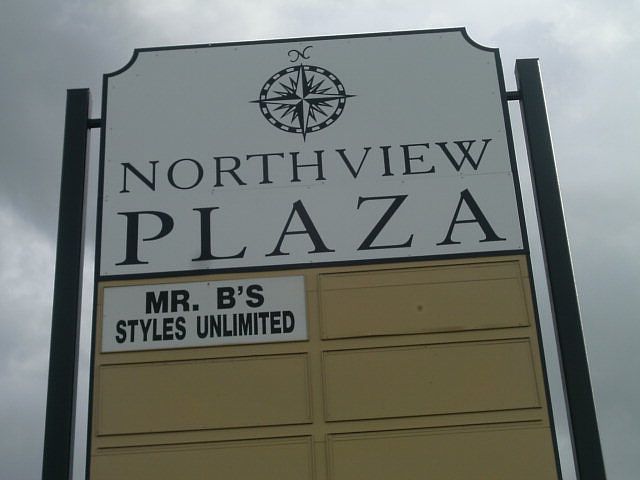 N
NORTHVIEW
PLAZA
MR. B'S
STYLES UNLIMITED